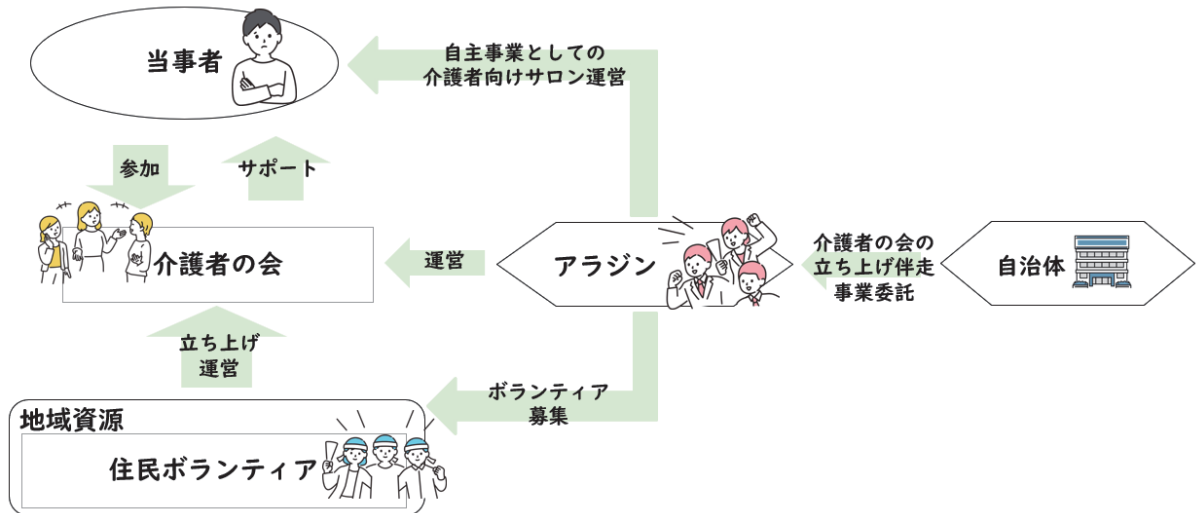 当事者
自主事業としての
介護者向けサロン運営
参加
サポート
介護者の会
運営
アラジン
介護者の会の
立ち上げ伴走
事業委託
自治体
立ち上げ
運営
ボランティア
募集
地域資源
住民ボランティア